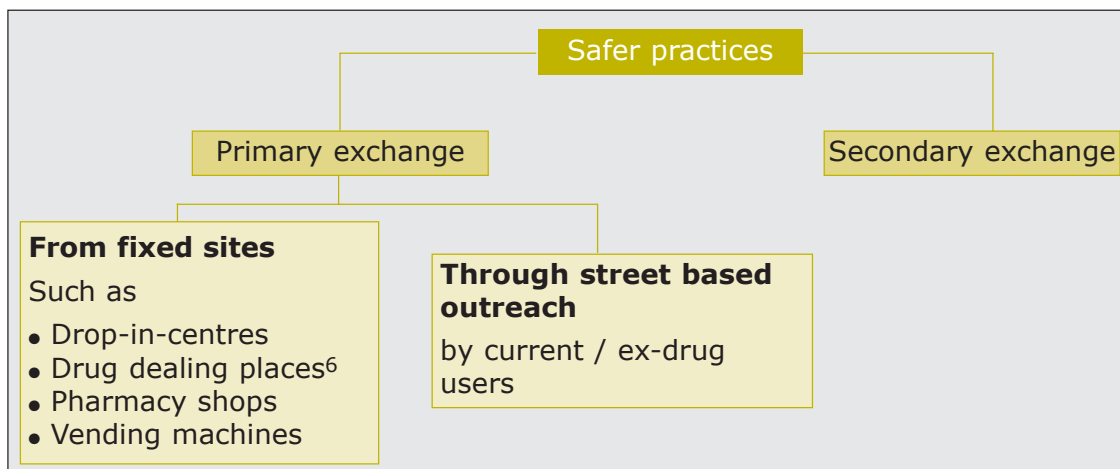 Safer practices
Primary exchange
Secondary exchange
From fixed sites
Such as
● Drop-in-centres
● Drug dealing places⁶
● Pharmacy shops
● Vending machines
Through street based
outreach
by current / ex-drug
users